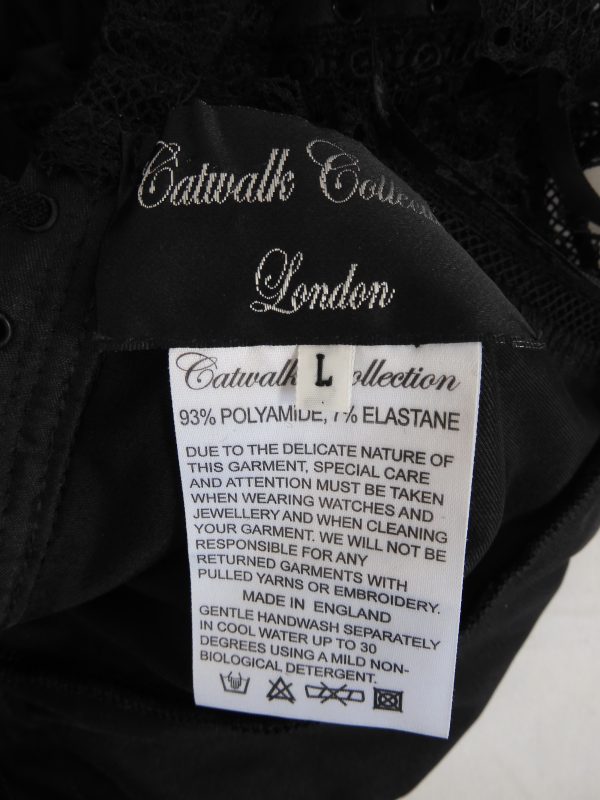 Catwalk
London
Catwalk
L
93% POLYAMIDE, 7% ELASTANE
DUE TO THE DELICATE NATURE OF
THIS GARMENT, SPECIAL CARE
AND ATTENTION MUST BE TAKEN
WHEN WEARING WATCHES AND
JEWELLERY AND WHEN CLEANING
YOUR GARMENT. WE WILL NOT BE
RESPONSIBLE FOR ANY
RETURNED GARMENTS WITH
PULLED YARNS OR EMBROIDERY.
MADE IN ENGLAND
GENTLE HANDWASH SEPARATELY
IN COOL WATER UP TO 30
DEGREES USING A MILD NON-
BIOLOGICAL DETERGENT.